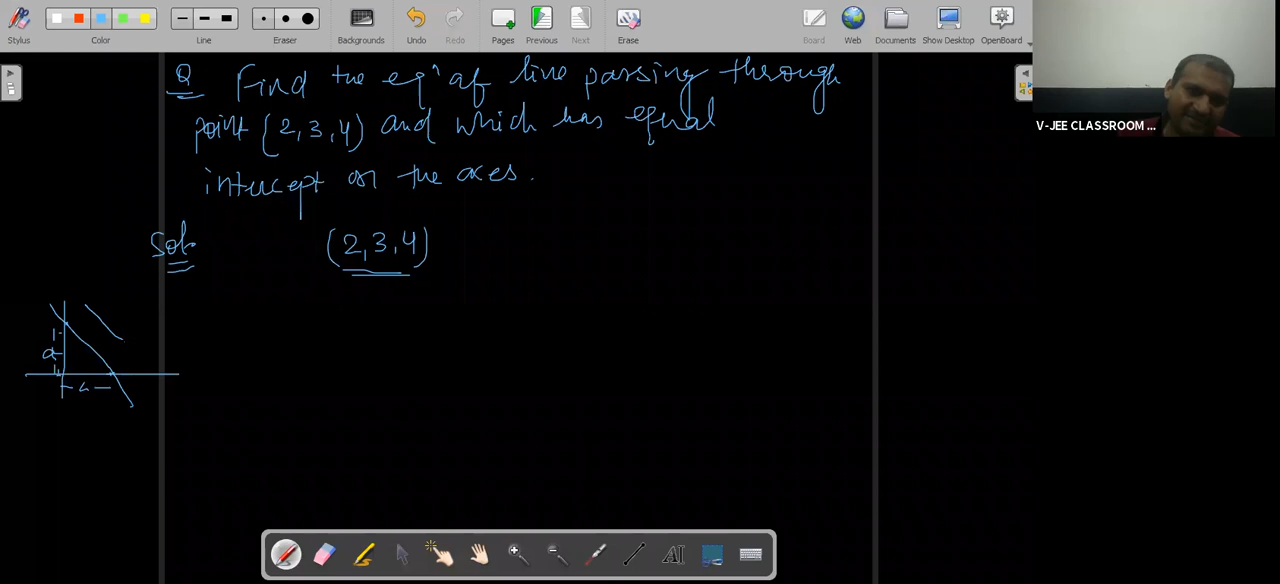 Stylus
Color
Line
Eraser
Backgrounds
Undo
Redo
Pages
Previous
Next
Erase
Board
Web
Documents
Show Desktop
OpenBoard
V-JEE CLASSROOM ...
Q Find the eqn of line passing through
point (2,3,4) and which has equal
intercept on the axes.
Sol.
(2,3,4)
a
AI